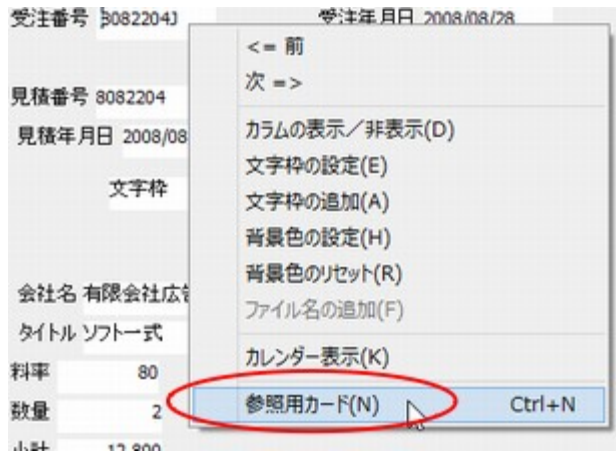 受注番号 8082204J 受注年月日 2008/08/28
<= 前
次 =>
見積番号 8082204
見積年月日 2008/08
カラムの表示／非表示(D)
文字枠の設定(E)
文字枠
文字枠の追加(A)
背景色の設定(H)
背景色のリセット(R)
会社名 有限会社広告
ファイル名の追加(F)
タイトル ソフト一式
カレンダー表示(K)
料率 80
参照用カード(N) Ctrl+N
数量 2
小計 12,800